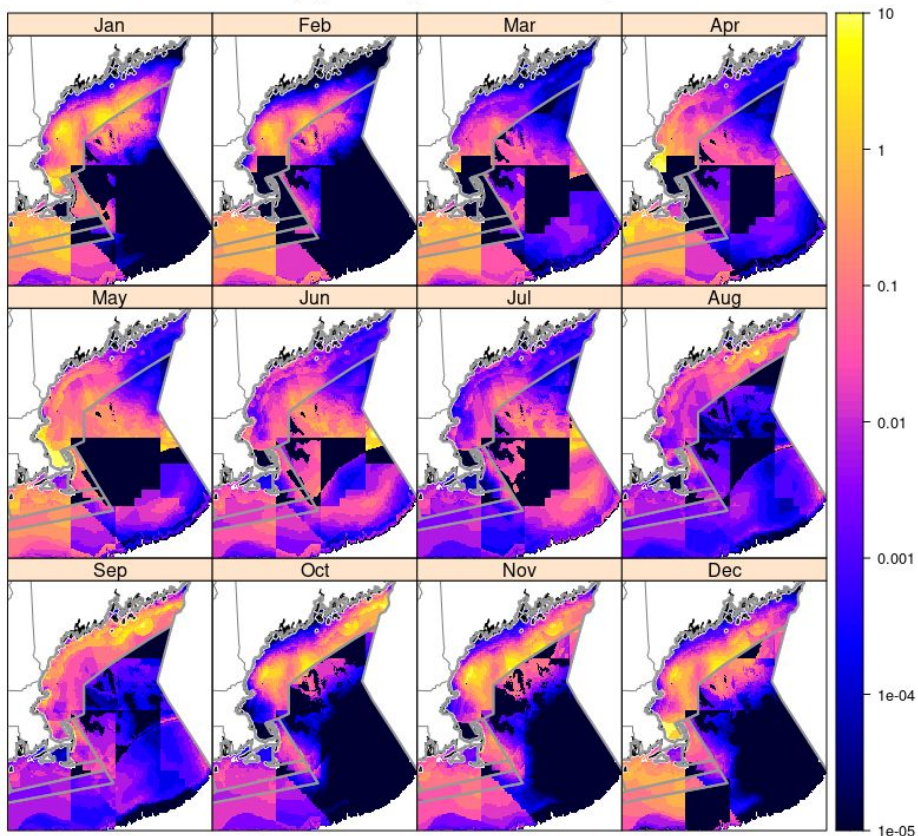 Jan Feb Mar Apr
10
1
0.1
May Jun Jul Aug
0.01
0.001
Sep Oct Nov Dec
1e-04
1e-05